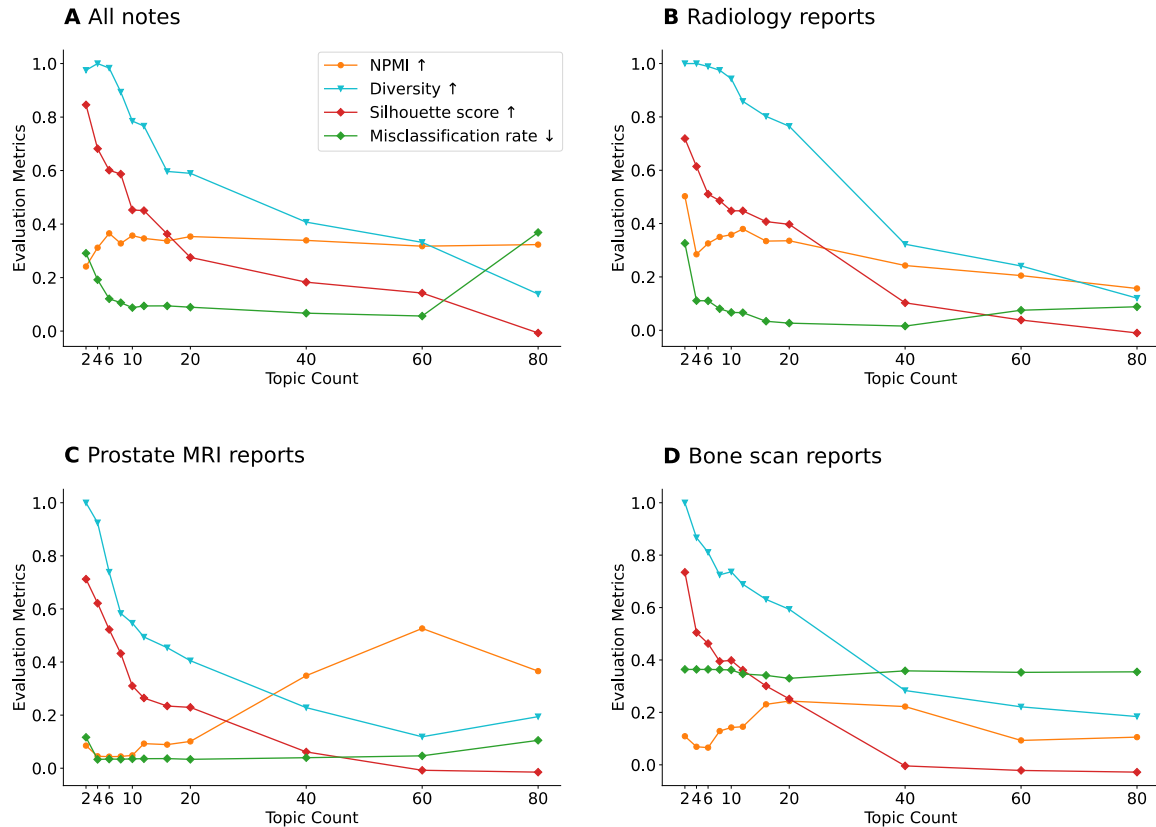 A All notes
1.0
0.8
0.6
0.4
0.2
0.0
Evaluation Metrics
NPMI ↑
Diversity ↑
Silhouette score ↑
Misclassification rate ↓
2 4 6 10 20 40 60 80
Topic Count
B Radiology reports
1.0
0.8
0.6
0.4
0.2
0.0
Evaluation Metrics
2 4 6 10 20 40 60 80
Topic Count
C Prostate MRI reports
1.0
0.8
0.6
0.4
0.2
0.0
Evaluation Metrics
2 4 6 10 20 40 60 80
Topic Count
D Bone scan reports
1.0
0.8
0.6
0.4
0.2
0.0
Evaluation Metrics
2 4 6 10 20 40 60 80
Topic Count